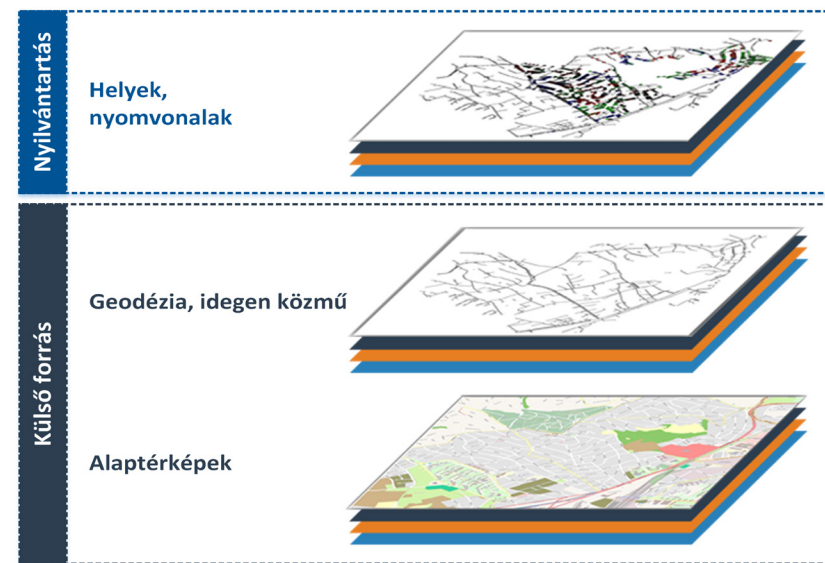 Nyilvántartás
Helyek,
nyomvonalak
Külső forrás
Geodézia, idegen közmű
Alaptérképek